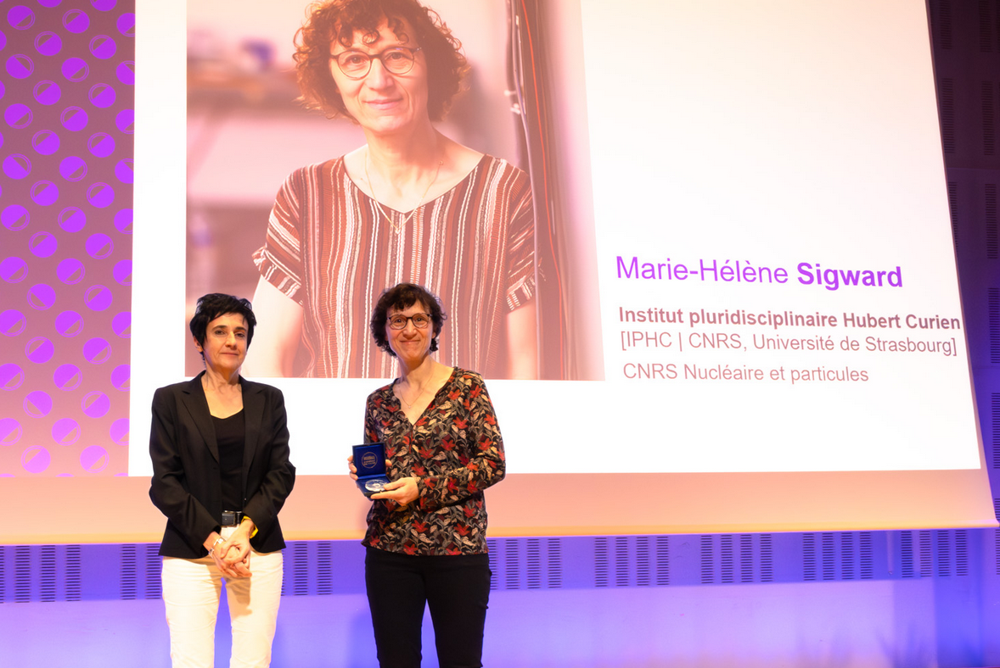 Marie-Hélène Sigward
Institut pluridisciplinaire Hubert Curien
[IPHC | CNRS, Université de Strasbourg]
CNRS Nucléaire et particules